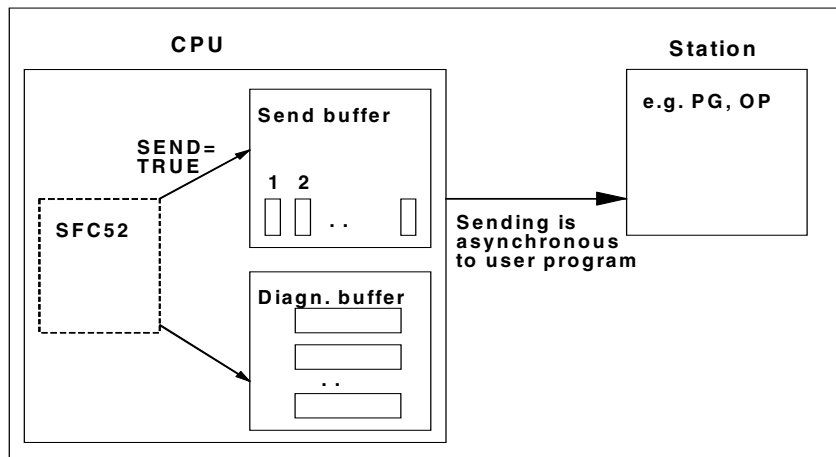 CPU
Station
Send buffer
e.g. PG, OP
SEND=
TRUE
1 2
. .
SFC52
Sending is
asynchronous
to user program
Diagn. buffer
. .